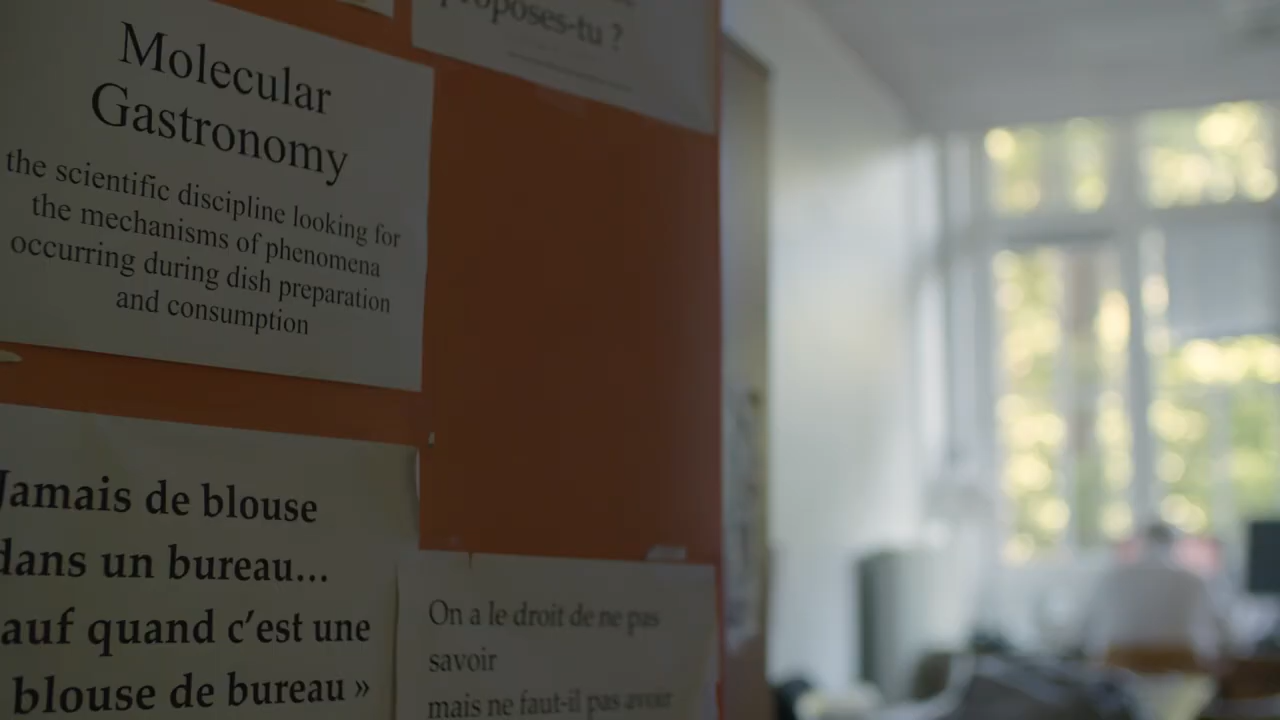 proposes-tu ?
Molecular
Gastronomy
the scientific discipline looking for
the mechanisms of phenomena
occurring during dish preparation
and consumption
Jamais de blouse
dans un bureau...
auf quand c'est une
blouse de bureau »
On a le droit de ne pas
savoir
mais ne faut-il pas avoir